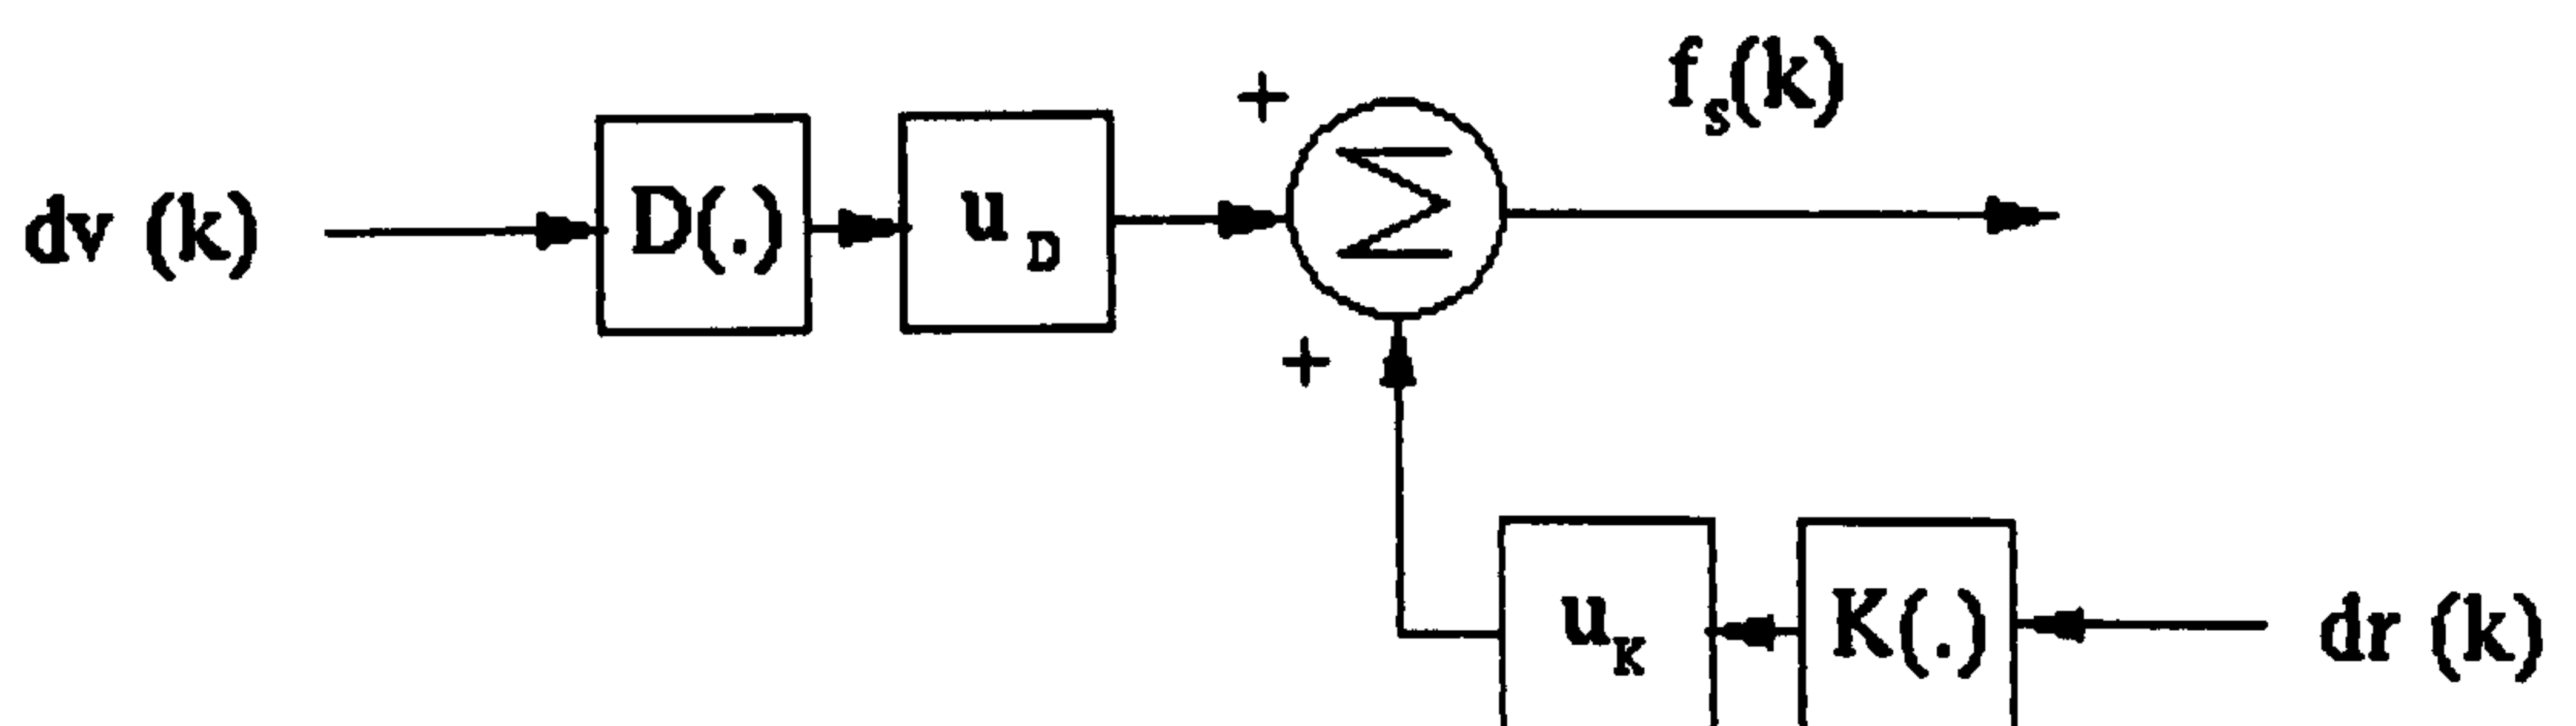 f_s(k)
+
dv (k)
D(.)
u_D
Σ
+
u_K
K(.)
dr (k)